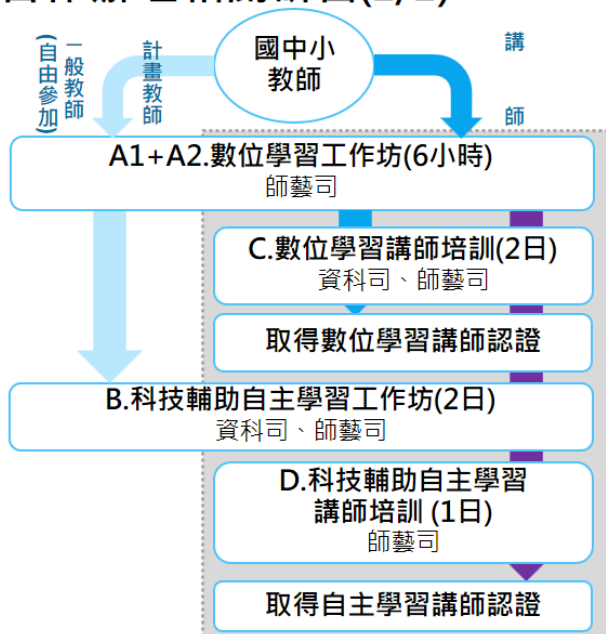 國中小
教師
講師
計畫教師
一般教師
(自由參加)
A1+A2.數位學習工作坊(6小時)
師藝司
C.數位學習講師培訓(2日)
資科司、師藝司
取得數位學習講師認證
B.科技輔助自主學習工作坊(2日)
資科司、師藝司
D.科技輔助自主學習
講師培訓 (1日)
師藝司
取得自主學習講師認證